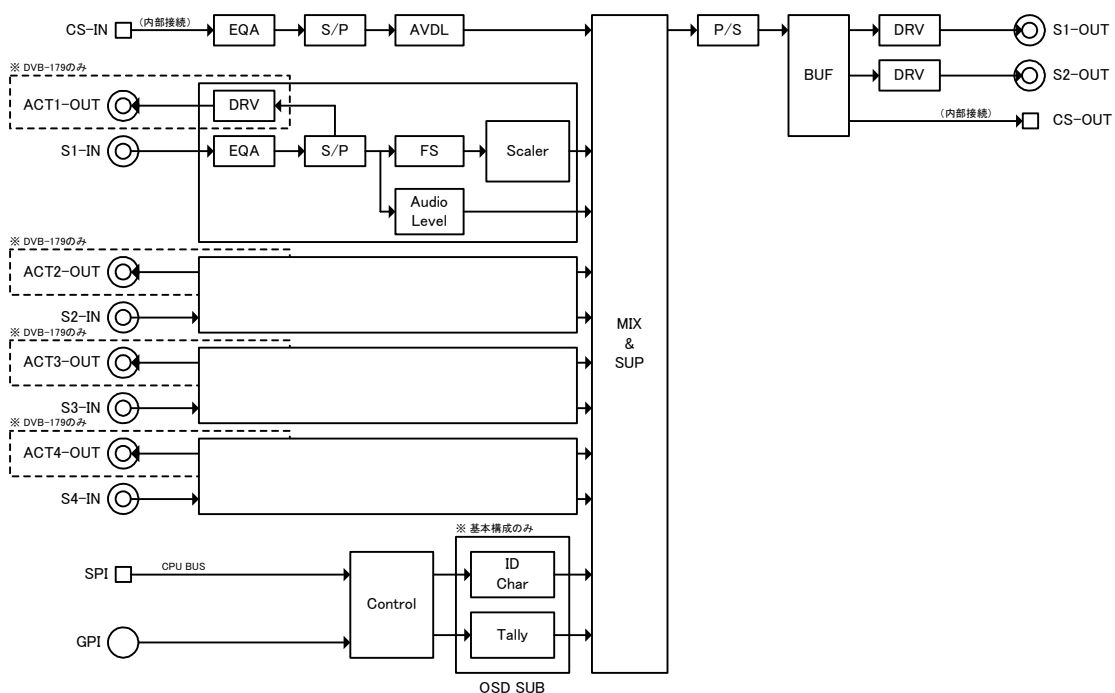 CS-IN
(内部接続)
EQA
S/P
AVDL
P/S
DRV
S1-OUT
BUF
DRV
S2-OUT
(内部接続)
CS-OUT
※ DVB-179のみ
ACT1-OUT
DRV
S1-IN
EQA
S/P
FS
Scaler
Audio
Level
※ DVB-179のみ
ACT2-OUT
S2-IN
MIX
&
SUP
※ DVB-179のみ
ACT3-OUT
S3-IN
※ DVB-179のみ
ACT4-OUT
S4-IN
※ 基本構成のみ
SPI
CPU BUS
Control
ID
Char
GPI
Tally
OSD SUB